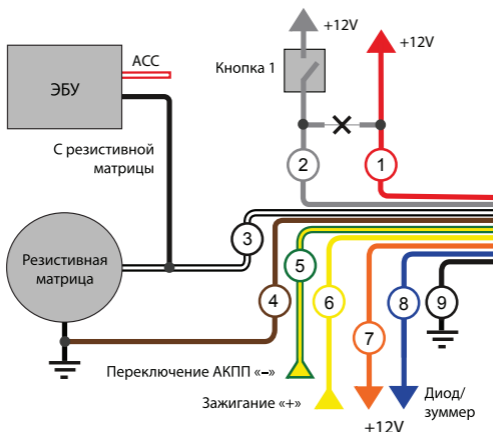 +12V
+12V
Кнопка 1
ЭБУ
АСС
С резистивной
матрицы
2
1
3
Резистивная
матрица
5
4
6
7
8
9
Переключение АКПП «–»
Зажигание «+»
Диод/
зуммер
+12V